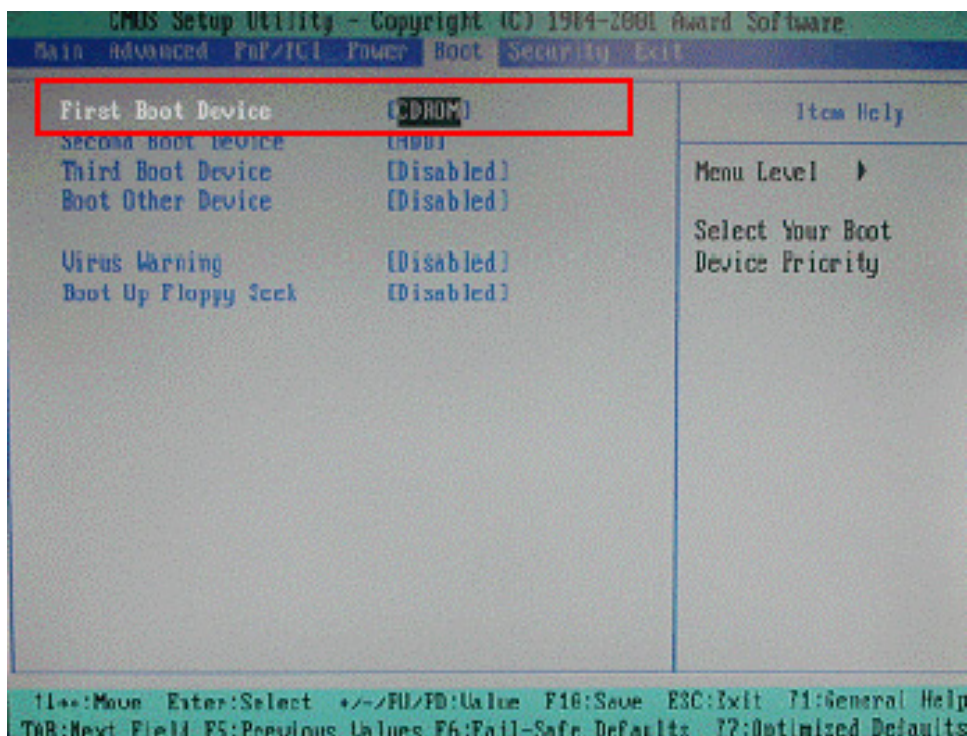 CMOS Setup Utility - Copyright (C) 1984-2001 Award Software
Main Advanced PnP/PCI Power Boot Security Exit
First Boot Device [CDROM]
Second Boot Device [HDD]
Third Boot Device [Disabled]
Boot Other Device [Disabled]
Virus Warning [Disabled]
Boot Up Floppy Seek [Disabled]
Item Help
Menu Level ▶
Select Your Boot
Device Priority
↑↓←→:Move Enter:Select +/-/PU/PD:Value F10:Save ESC:Exit F1:General Help
TAB:Next Field F5:Previous Values F6:Fail-Safe Defaults F7:Optimized Defaults